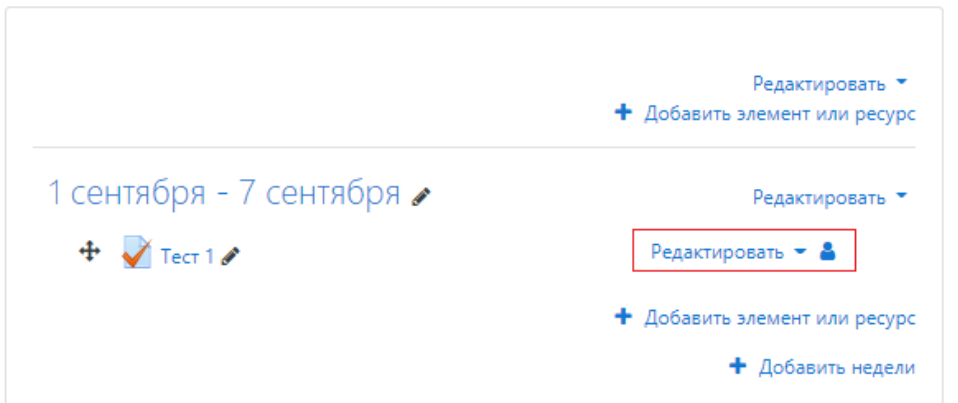 Редактировать
Добавить элемент или ресурс
1 сентября - 7 сентября
Редактировать
Тест 1
Редактировать
Добавить элемент или ресурс
Добавить недели